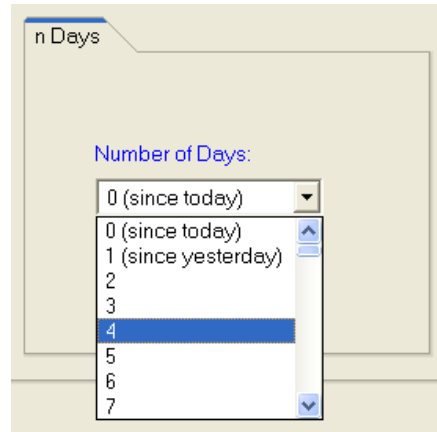 n Days
Number of Days:
0 (since today)
0 (since today)
1 (since yesterday)
2
3
4
5
6
7